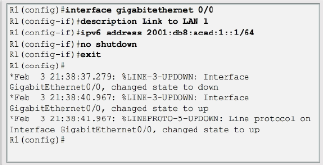 R1(config)#interface gigabitethernet 0/0
R1(config-if)#description Link to LAN 1
R1(config-if)#ipv6 address 2001:db8:acad:1::1/64
R1(config-if)#no shutdown
R1(config-if)#exit
R1(config)#
*Feb 3 21:38:37.279: %LINK-3-UPDOWN: Interface
GigabitEthernet0/0, changed state to down
*Feb 3 21:38:40.967: %LINK-3-UPDOWN: Interface
GigabitEthernet0/0, changed state to up
*Feb 3 21:38:41.967: %LINEPROTO-5-UPDOWN: Line protocol on
Interface GigabitEthernet0/0, changed state to up
R1(config)#